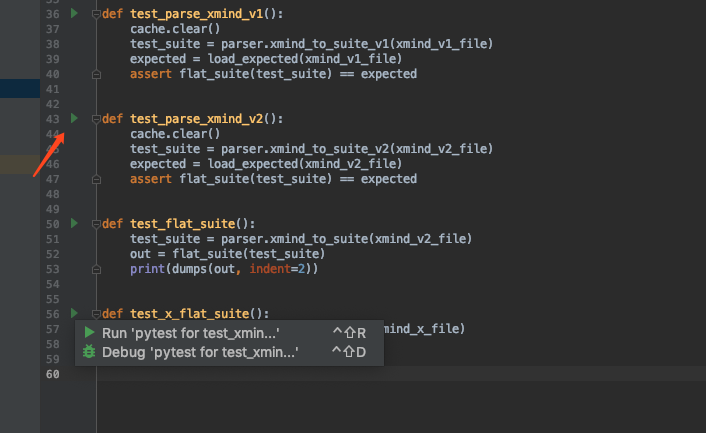 36 def test_parse_xmind_v1():
37 cache.clear()
38 test_suite = parser.xmind_to_suite_v1(xmind_v1_file)
39 expected = load_expected(xmind_v1_file)
40 assert flat_suite(test_suite) == expected
41
42
43 def test_parse_xmind_v2():
44 cache.clear()
45 test_suite = parser.xmind_to_suite_v2(xmind_v2_file)
46 expected = load_expected(xmind_v2_file)
47 assert flat_suite(test_suite) == expected
48
49
50 def test_flat_suite():
51 test_suite = parser.xmind_to_suite(xmind_v2_file)
52 out = flat_suite(test_suite)
53 print(dumps(out, indent=2))
54
55
56 def test_x_flat_suite():
57 mind_x_file)
Run 'pytest for test_xmin...' ^⇧R
58
Debug 'pytest for test_xmin...' ^⇧D
59
60